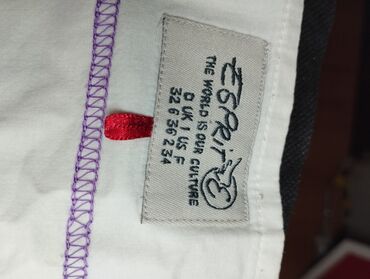 ESPRIT
THE WORLD IS OUR CULTURE
D UK I US F
32 6 36 2 34